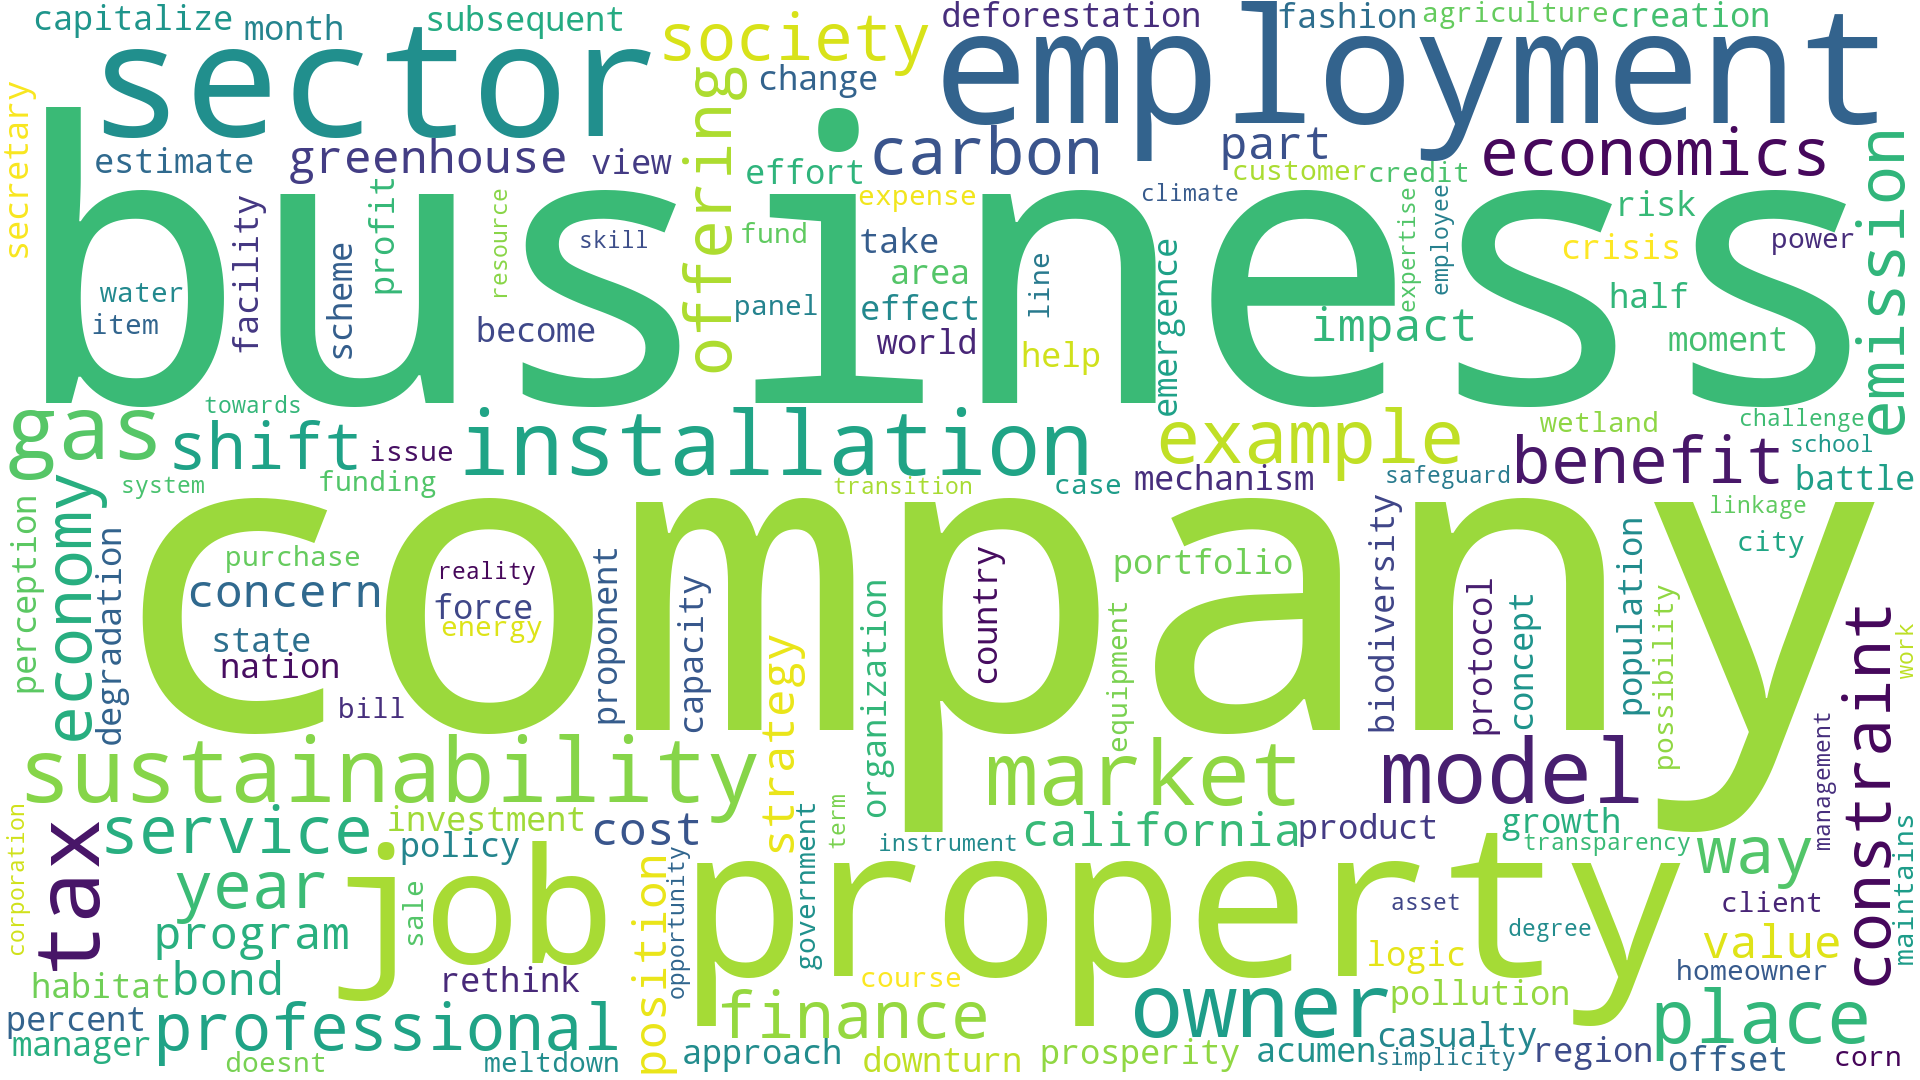 capitalize
month
subsequent
sector
society
deforestation
fashion
agriculture
creation
employment
change
secretary
estimate
greenhouse
view
offering
effort
carbon
part
customer
credit
economics
emission
business
facility
scheme
profit
resource
skill
fund
expense
take
climate
expertise
employee
risk
crisis
power
water
item
become
panel
area
effect
world
line
help
emergence
impact
half
moment
gas
towards
shift
issue
installation
example
wetland
challenge
school
benefit
battle
system
funding
transition
case
mechanism
safeguard
linkage
city
company
perception
economy
degradation
purchase
concern
reality
force
energy
state
nation
bill
proponent
capacity
strategy
organization
country
portfolio
equipment
biodiversity
protocol
concept
population
possibility
constraint
work
sustainability
market
model
management
maintains
corporation
tax
service
investment
policy
cost
term
government
instrument
california
product
growth
transparency
way
year
job
sale
property
position
opportunity
program
asset
degree
client
value
logic
habitat
bond
rethink
course
homeowner
finance
owner
pollution
place
percent
manager
professional
doesnt
meltdown
approach
downturn
prosperity
acumen
casualty
simplicity
region
offset
corn